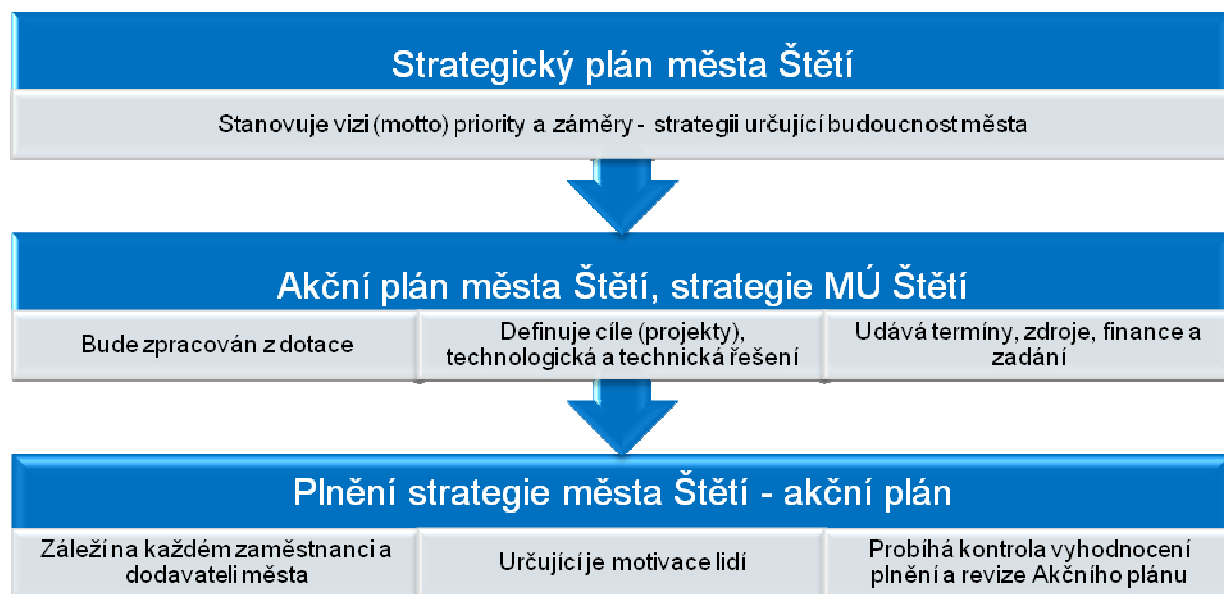 Strategický plán města Štětí
Stanovuje vizi (motto) priority a záměry - strategii určující budoucnost města
Akční plán města Štětí, strategie MÚ Štětí
Bude zpracován z dotace
Definuje cíle (projekty),
technologická a technická řešení
Udává termíny, zdroje, finance a
zadání
Plnění strategie města Štětí - akční plán
Záleží na každém zaměstnanci a
dodavateli města
Určující je motivace lidí
Probíhá kontrola vyhodnocení
plnění a revize Akčního plánu